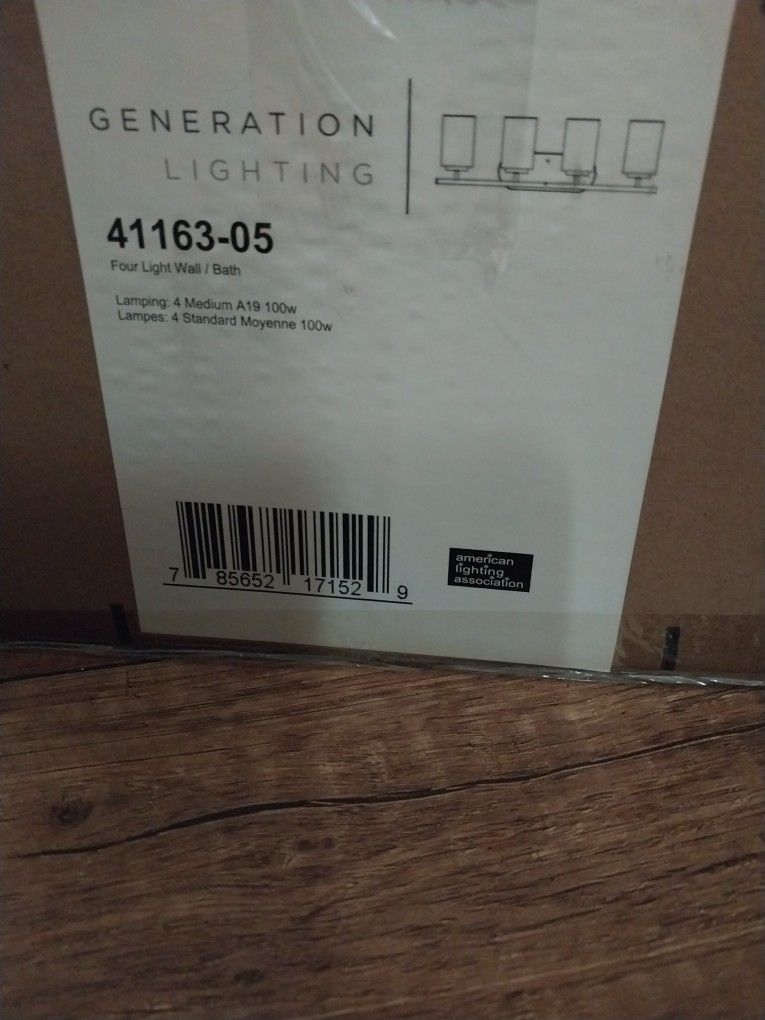 GENERATION
LIGHTING
41163-05
Four Light Wall / Bath
Lamping: 4 Medium A19 100w
Lampes: 4 Standard Moyenne 100w
7 85652 17152 9
american
lighting
association